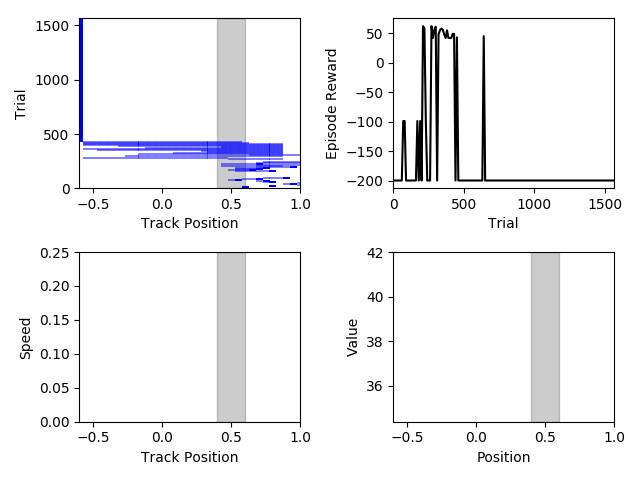 1500
1000
500
0
Trial
−0.5 0.0 0.5 1.0
Track Position
50
0
−50
−100
−150
−200
Episode Reward
0 500 1000 1500
Trial
0.25
0.20
0.15
0.10
0.05
0.00
Speed
−0.5 0.0 0.5 1.0
Track Position
42
40
38
36
Value
−0.5 0.0 0.5 1.0
Position